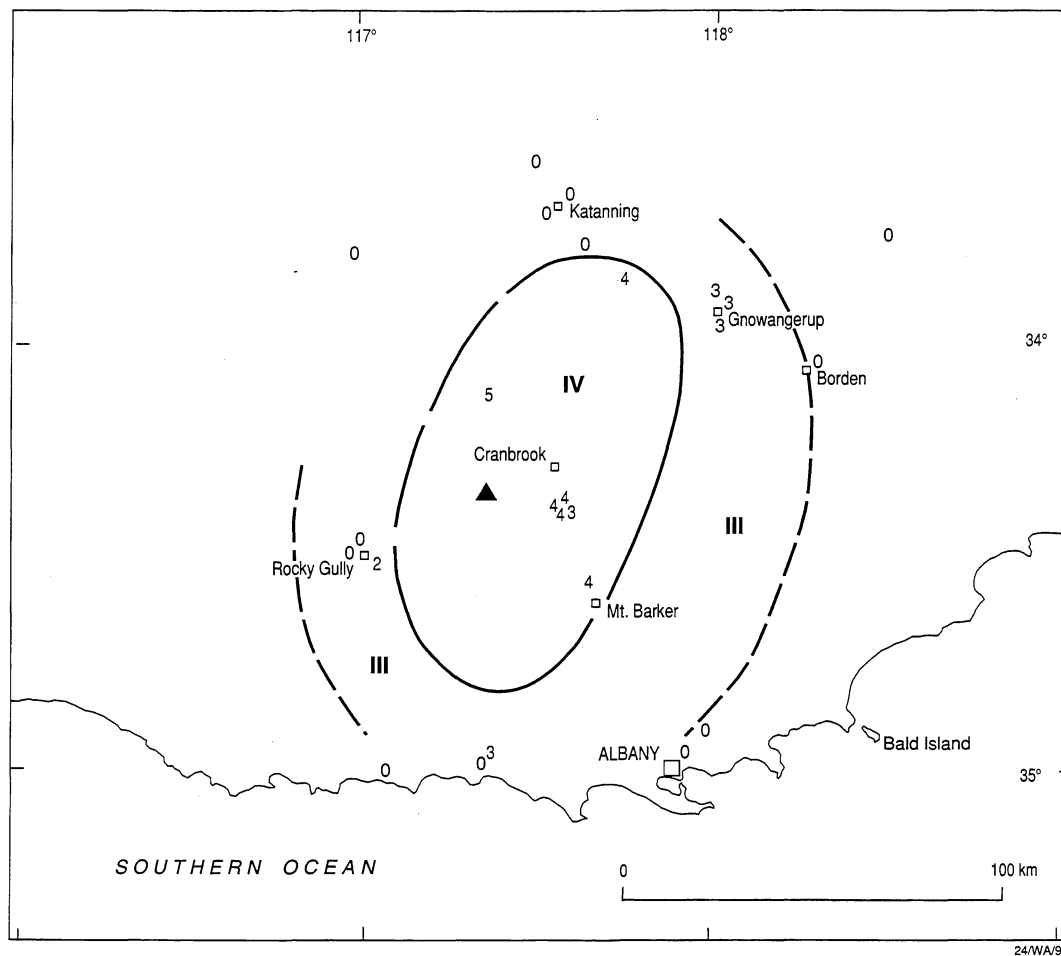 117°
118°
0
0
0
Katanning
0
0
0
4
3
3
3
Gnowangerup
34°
0
Borden
IV
5
Cranbrook
4
4
4
3
III
0
0
2
Rocky Gully
4
Mt. Barker
III
0
Bald Island
ALBANY
0
0
3
0
35°
SOUTHERN OCEAN
0
100 km
24/WA/9